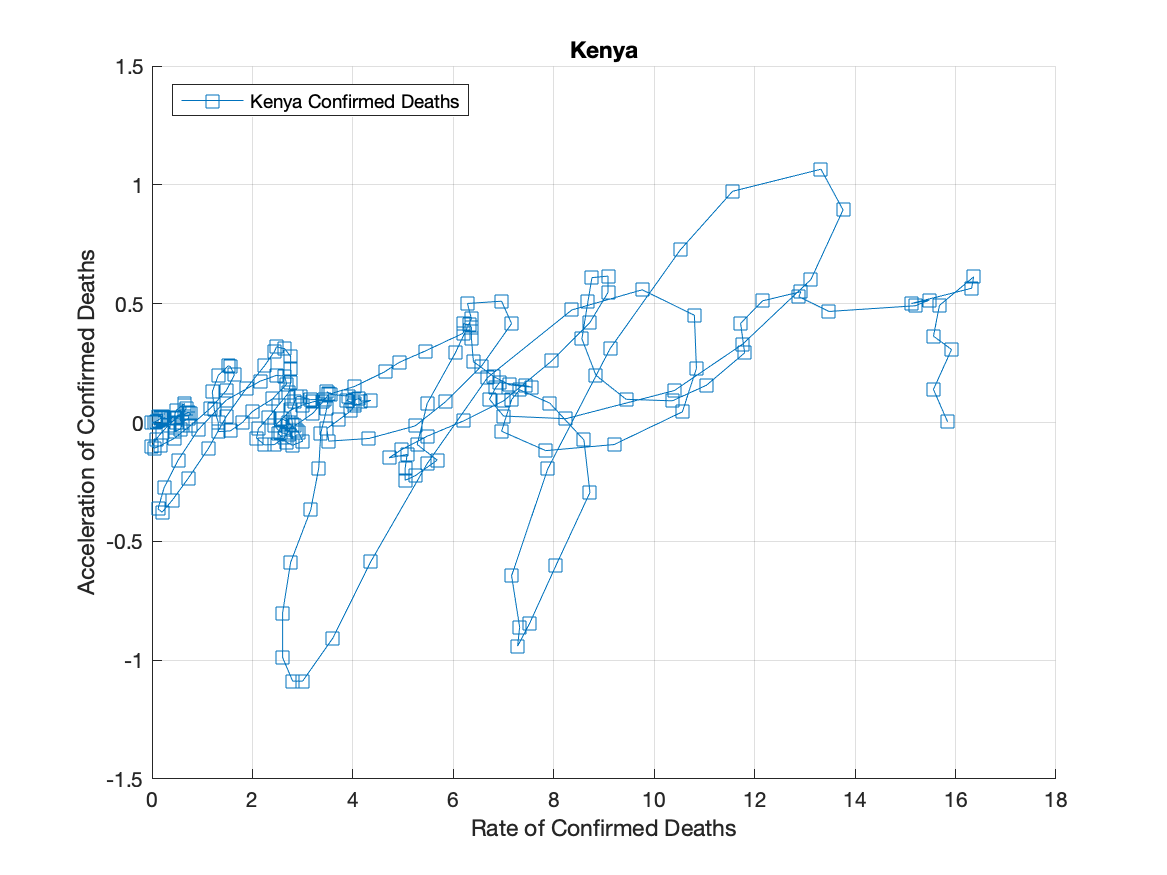 Kenya
1.5
Kenya Confirmed Deaths
1
0.5
0
-0.5
-1
-1.5
Acceleration of Confirmed Deaths
0 2 4 6 8 10 12 14 16 18
Rate of Confirmed Deaths